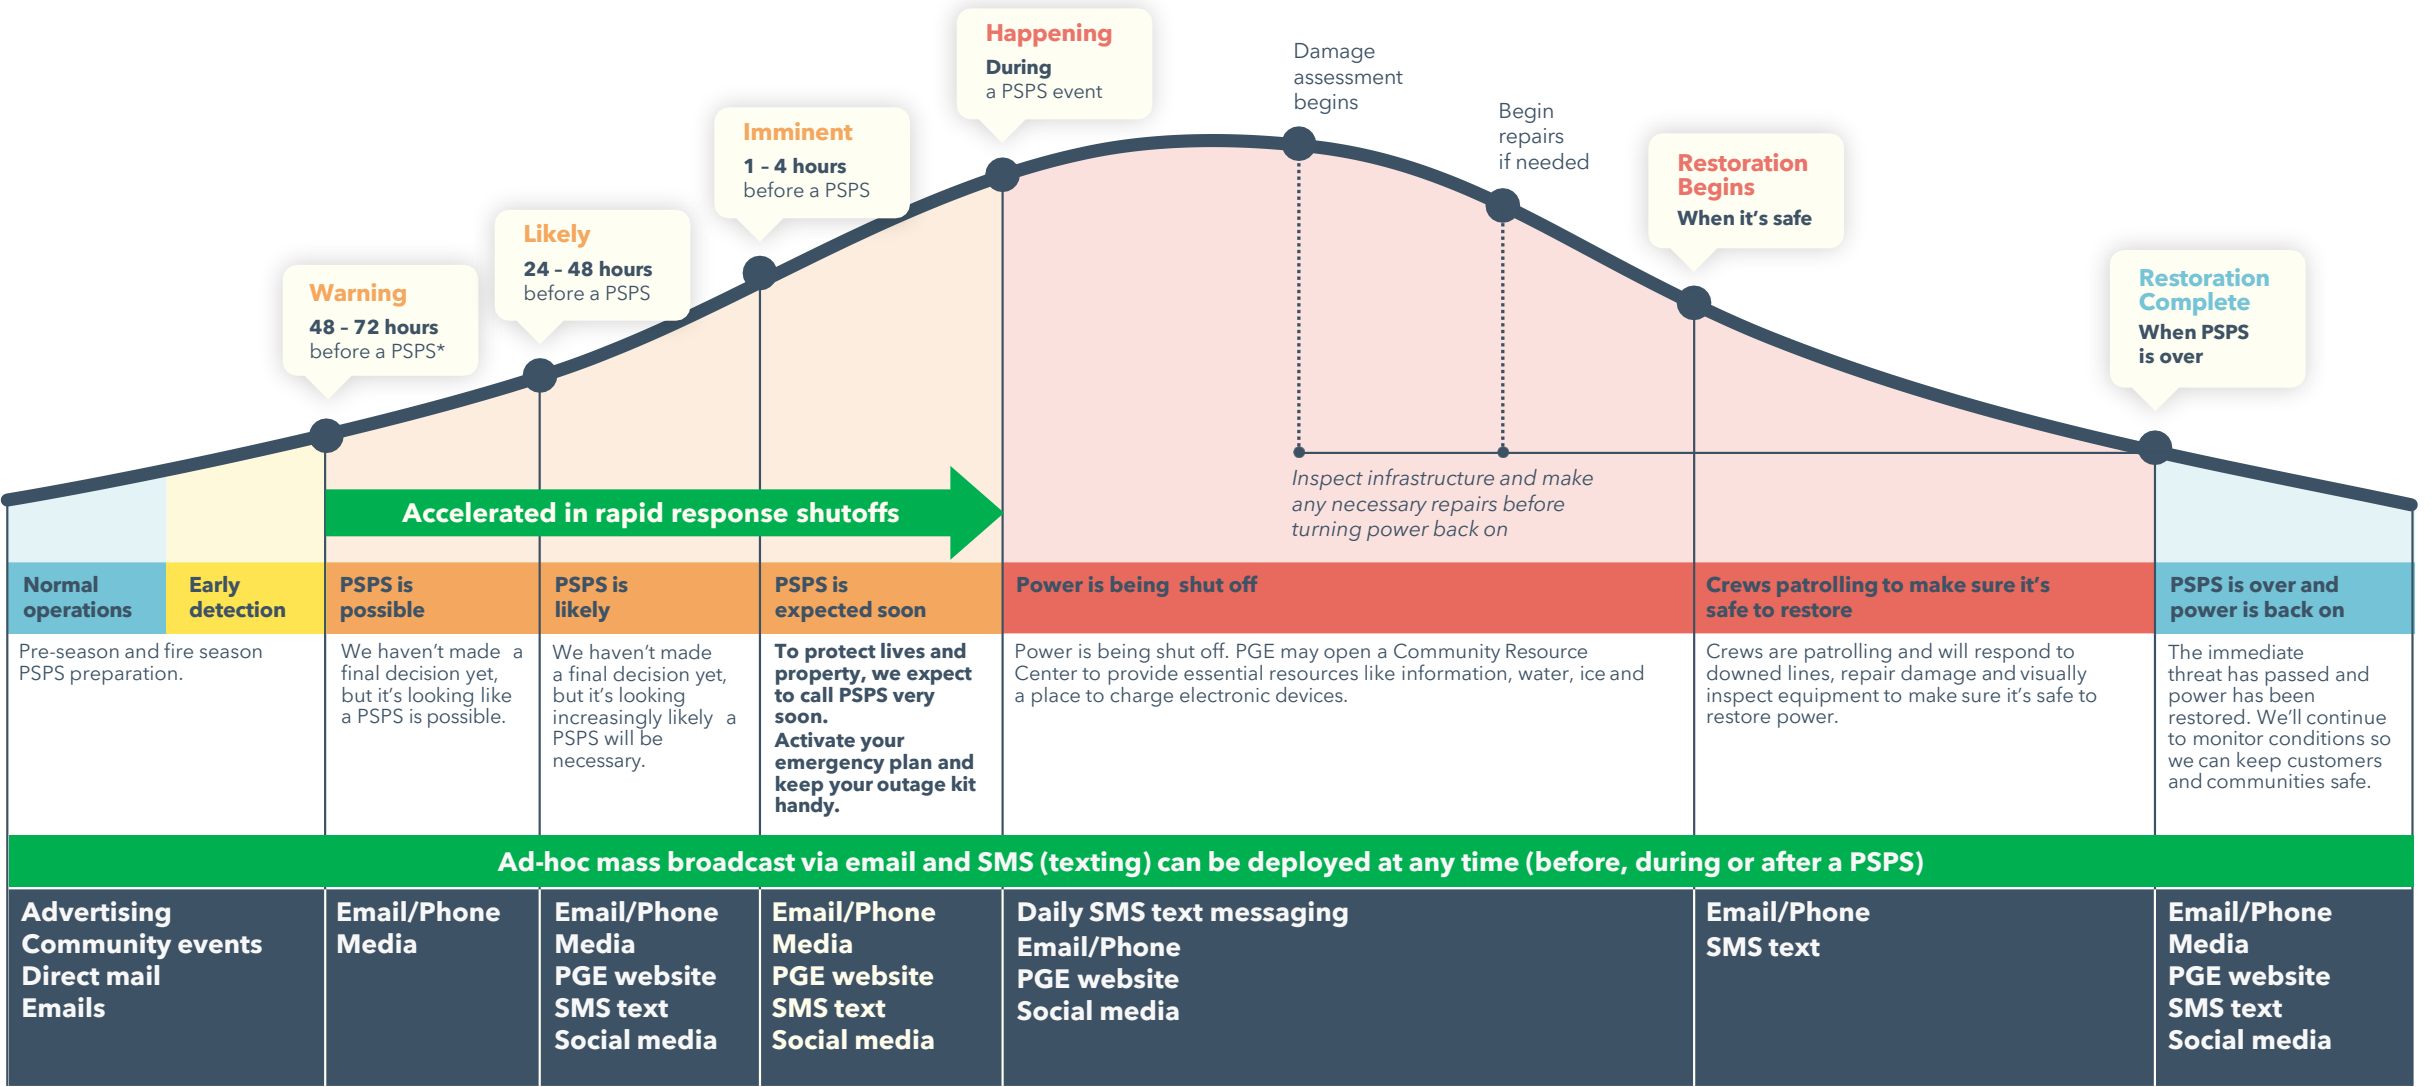 Happening
During
a PSPS event
Damage
assessment
begins
Begin
repairs
if needed
Imminent
1 – 4 hours
before a PSPS
Restoration
Begins
When it's safe
Likely
24 – 48 hours
before a PSPS
Warning
48 – 72 hours
before a PSPS*
Restoration
Complete
When PSPS
is over
Accelerated in rapid response shutoffs
Inspect infrastructure and make
any necessary repairs before
turning power back on
Normal
operations
Early
detection
PSPS is
possible
PSPS is
likely
PSPS is
expected soon
Power is being shut off
Crews patrolling to make sure it's
safe to restore
PSPS is over and
power is back on
Pre-season and fire season
PSPS preparation.
We haven't made a
final decision yet,
but it's looking like
a PSPS is possible.
We haven't made
a final decision yet,
but it's looking
increasingly likely a
PSPS will be
necessary.
To protect lives and
property, we expect
to call PSPS very
soon.
Activate your
emergency plan and
keep your outage kit
handy.
Power is being shut off. PGE may open a Community Resource
Center to provide essential resources like information, water, ice and
a place to charge electronic devices.
Crews are patrolling and will respond to
downed lines, repair damage and visually
inspect equipment to make sure it's safe to
restore power.
The immediate
threat has passed and
power has been
restored. We'll continue
to monitor conditions so
we can keep customers
and communities safe.
Ad-hoc mass broadcast via email and SMS (texting) can be deployed at any time (before, during or after a PSPS)
Advertising
Community events
Direct mail
Emails
Email/Phone
Media
Email/Phone
Media
PGE website
SMS text
Social media
Email/Phone
Media
PGE website
SMS text
Social media
Daily SMS text messaging
Email/Phone
PGE website
Social media
Email/Phone
SMS text
Email/Phone
Media
PGE website
SMS text
Social media